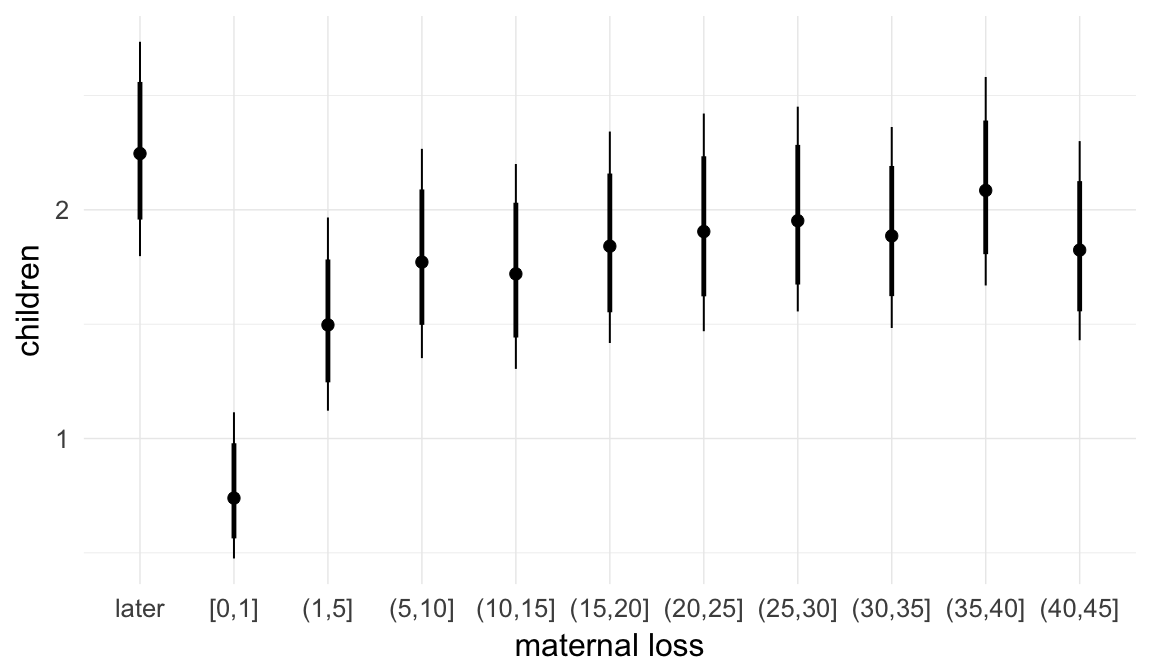 children
2
1
later [0,1] (1,5] (5,10] (10,15] (15,20] (20,25] (25,30] (30,35] (35,40] (40,45]
maternal loss